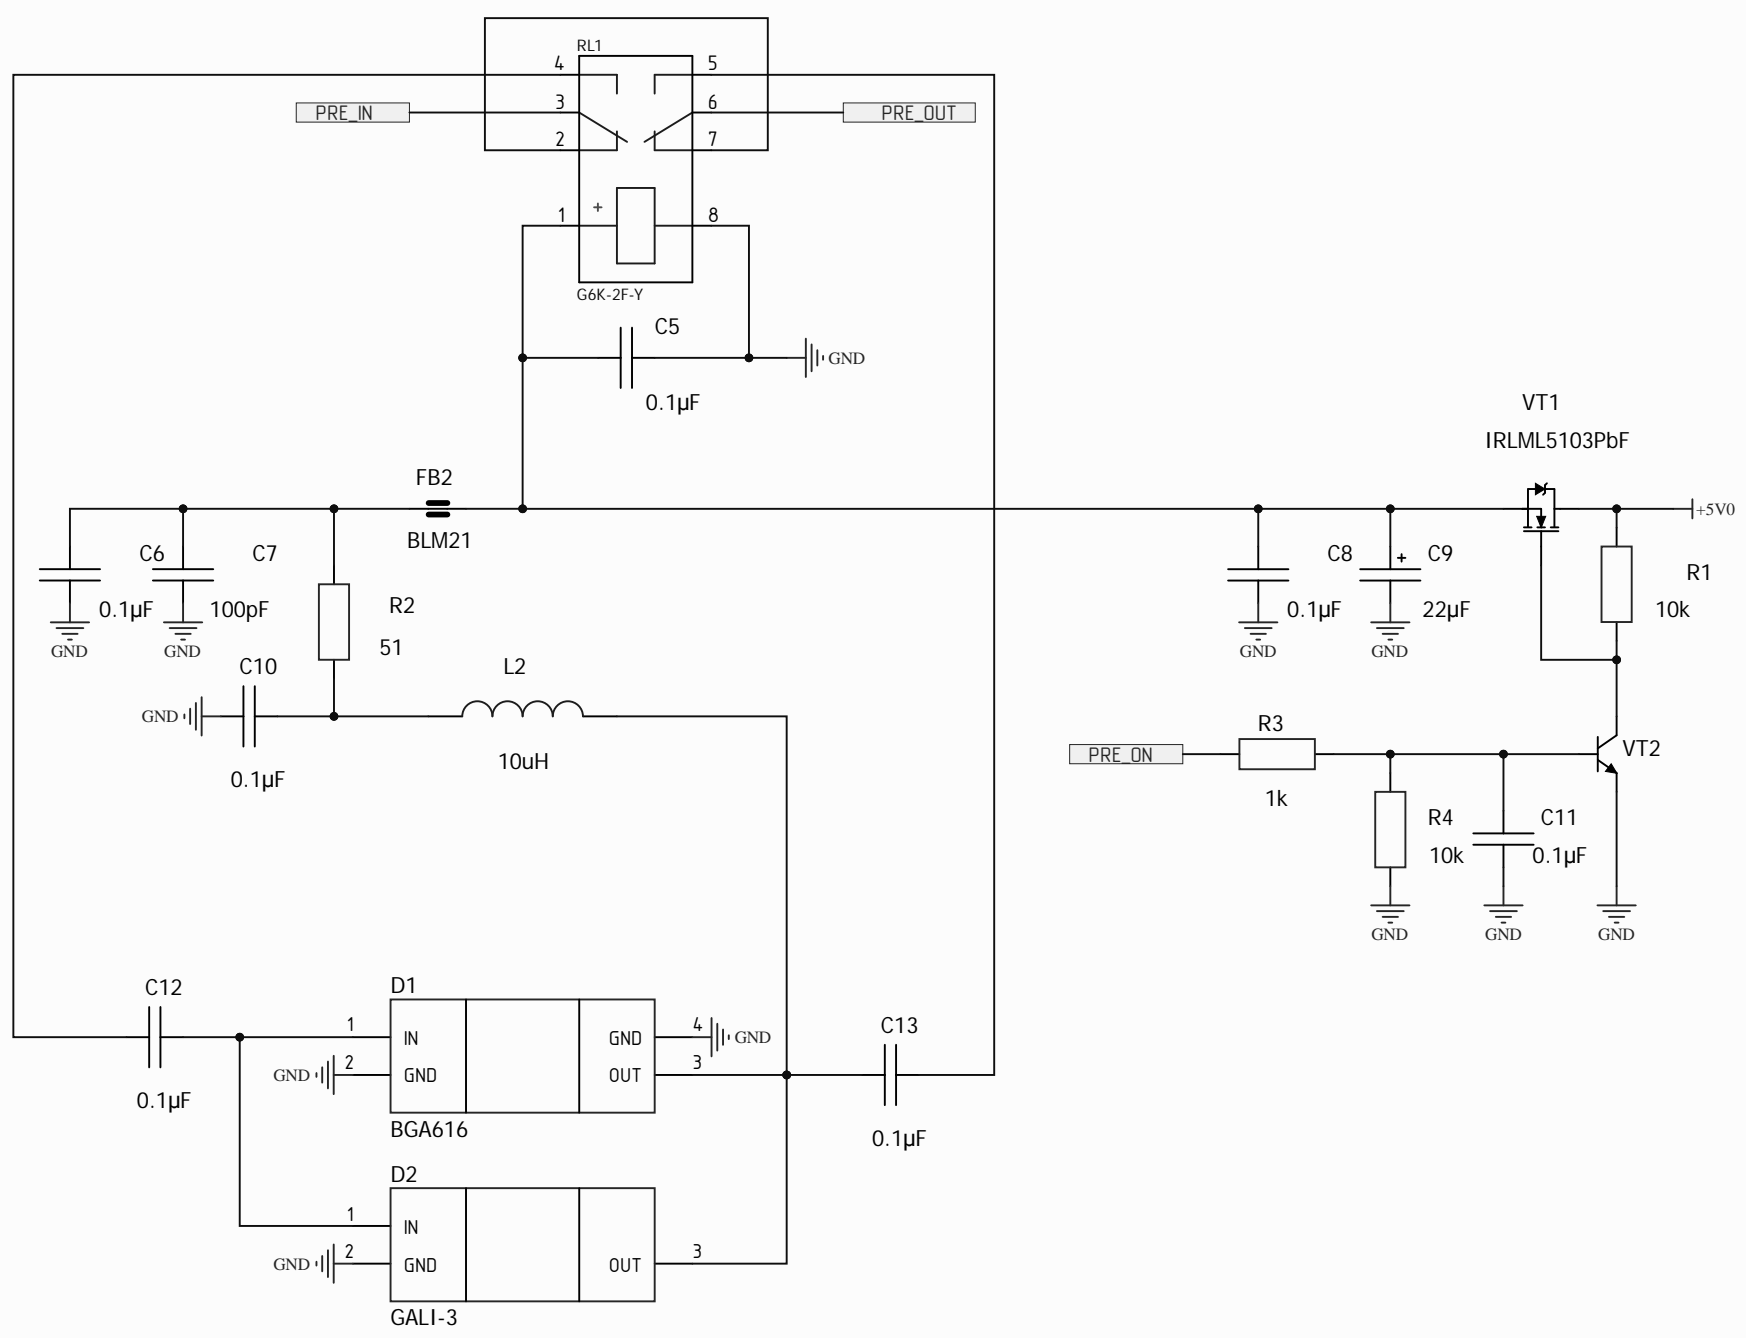 RL1
4
5
PRE_IN
3
6
PRE_OUT
2
7
1
+
8
G6K-2F-Y
C5
GND
0.1µF
VT1
IRLML5103PbF
FB2
+5V0
BLM21
C6
C7
C8
+
C9
R1
0.1µF
100pF
R2
0.1µF
22µF
10k
51
GND
GND
GND
GND
C10
L2
GND
R3
PRE_ON
VT2
0.1µF
10uH
1k
R4
C11
10k
0.1µF
GND
GND
GND
C12
D1
1
IN
GND
4
GND
C13
GND
2
GND
OUT
3
0.1µF
BGA616
0.1µF
D2
1
IN
GND
2
GND
OUT
3
GALI-3